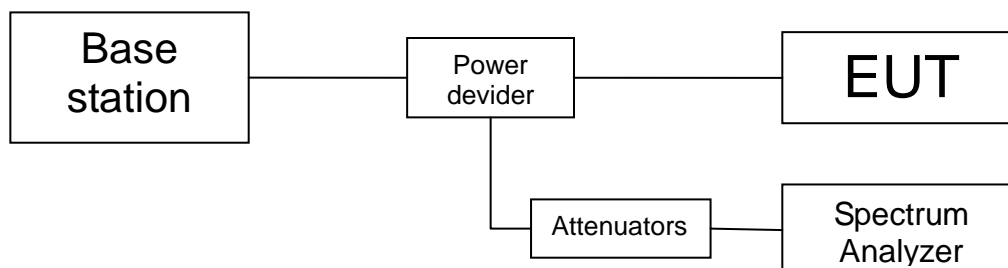 Base
station
Power
devider
EUT
Attenuators
Spectrum
Analyzer